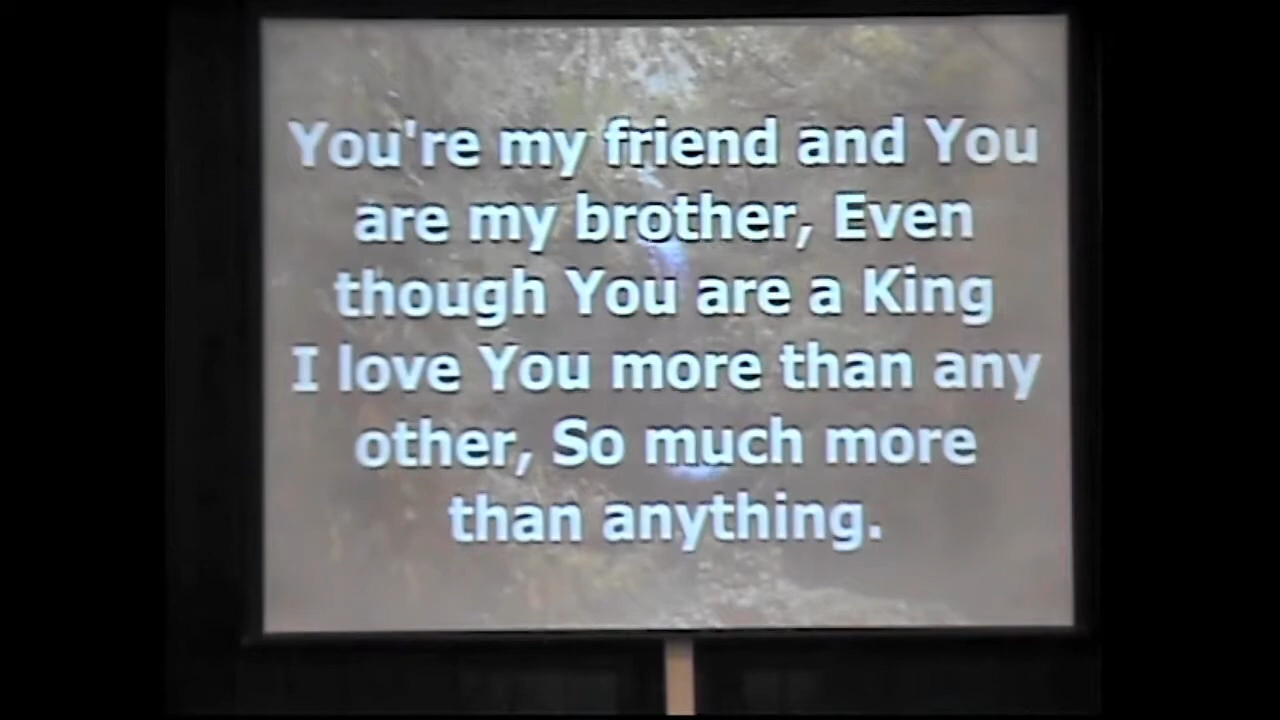 You're my friend and You
are my brother, Even
though You are a King
I love You more than any
other, So much more
than anything.